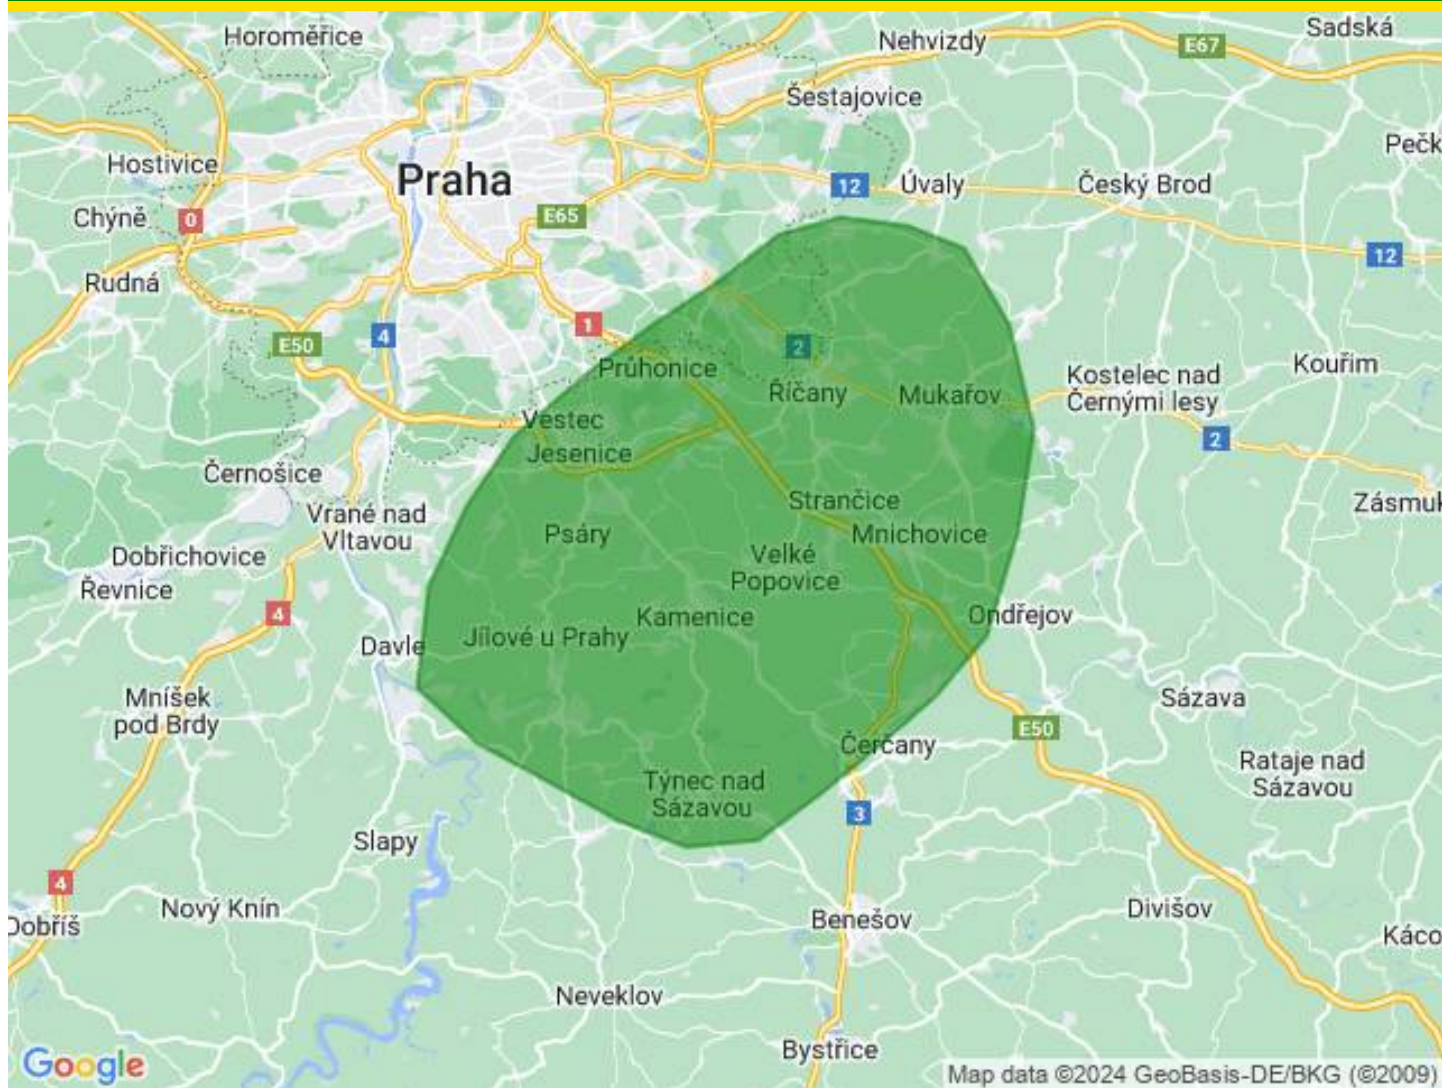 Horoměřice
Nehvizdy
Sadská
E67
Šestajovice
Hostivice
Praha
Pečk
12
Úvaly
Český Brod
Chýně
0
E65
12
Rudná
1
4
E50
2
Průhonice
Říčany
Mukařov
Kostelec nad
Černými lesy
Kouřim
Vestec
Jesenice
2
Černošice
Strančice
Zásmuk
Vrané nad
Vltavou
Psáry
Mnichovice
Dobřichovice
Velké
Popovice
Řevnice
4
Kamenice
Ondřejov
Davle
Jílové u Prahy
Mníšek
pod Brdy
Sázava
E50
Čerčany
Týnec nad
Sázavou
Rataje nad
Sázavou
3
Slapy
4
Nový Knín
Dobříš
Benešov
Divišov
Káco
Neveklov
Bystřice
Google
Map data ©2024 GeoBasis-DE/BKG (©2009)